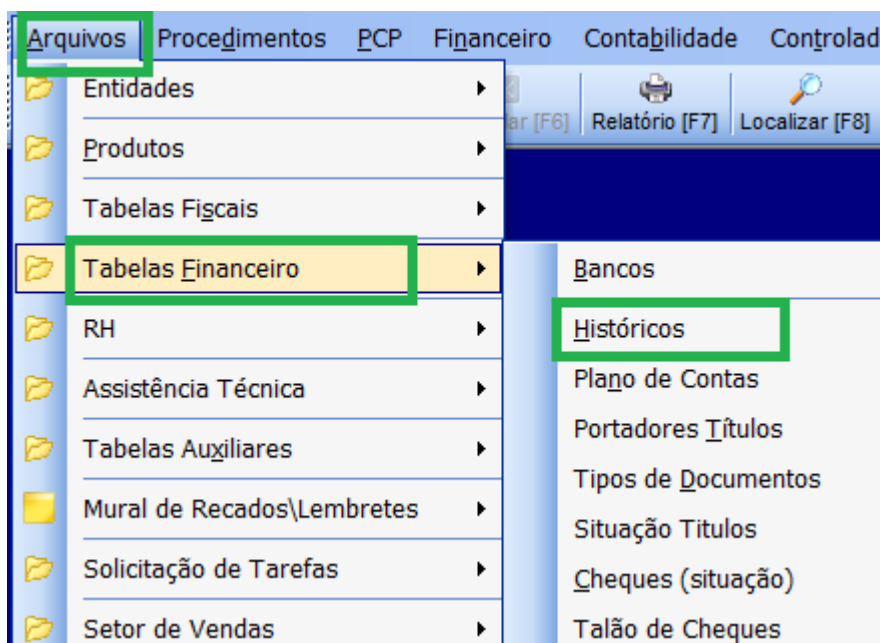 Arquivos Procedimentos PCP Financeiro Contabilidade Controlad
ar [F6] Relatório [F7] Localizar [F8]
Entidades
Produtos
Tabelas Fiscais
Tabelas Financeiro
RH
Assistência Técnica
Tabelas Auxiliares
Mural de Recados\Lembretes
Solicitação de Tarefas
Setor de Vendas
Bancos
Históricos
Plano de Contas
Portadores Títulos
Tipos de Documentos
Situação Titulos
Cheques (situação)
Talão de Cheques